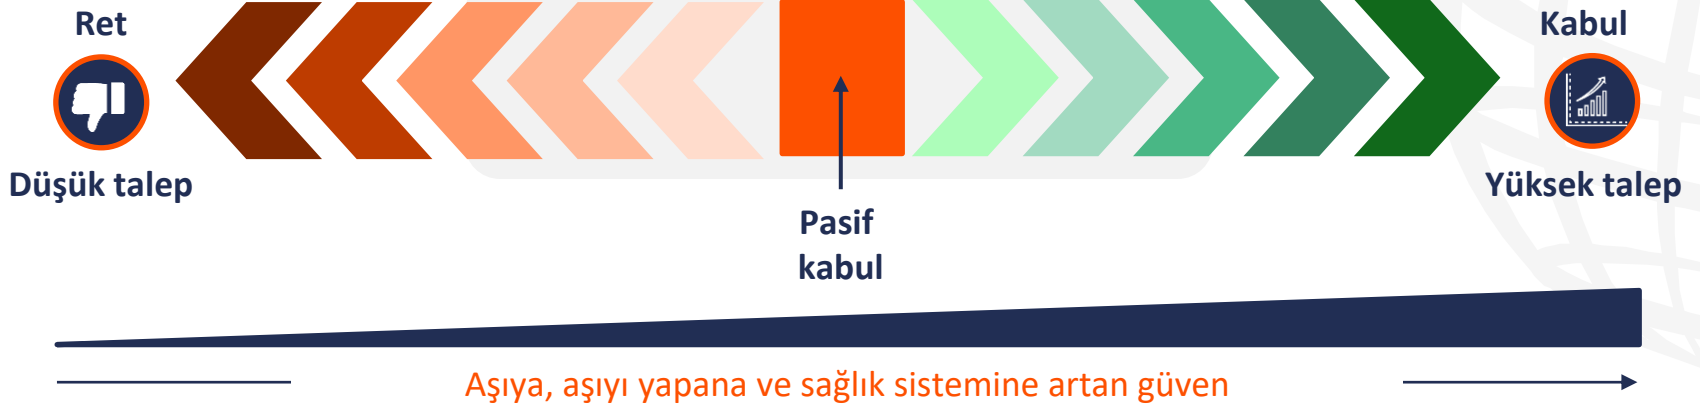 Ret
Kabul
Düşük talep
Yüksek talep
Pasif
kabul
Aşıya, aşıyı yapana ve sağlık sistemine artan güven